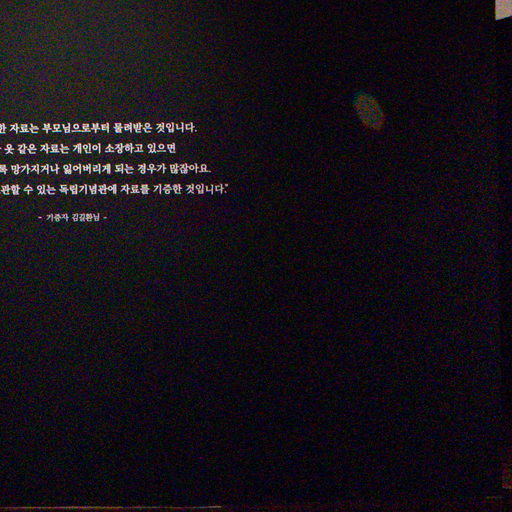 한 자료는 부모님으로부터 물려받은 것입니다.
옷 같은 자료는 개인이 소장하고 있으면
록 망가지거나 잃어버리게 되는 경우가 많잖아요.
관할 수 있는 독립기념관에 자료를 기증한 것입니다."
- 기증자 김길환님 -